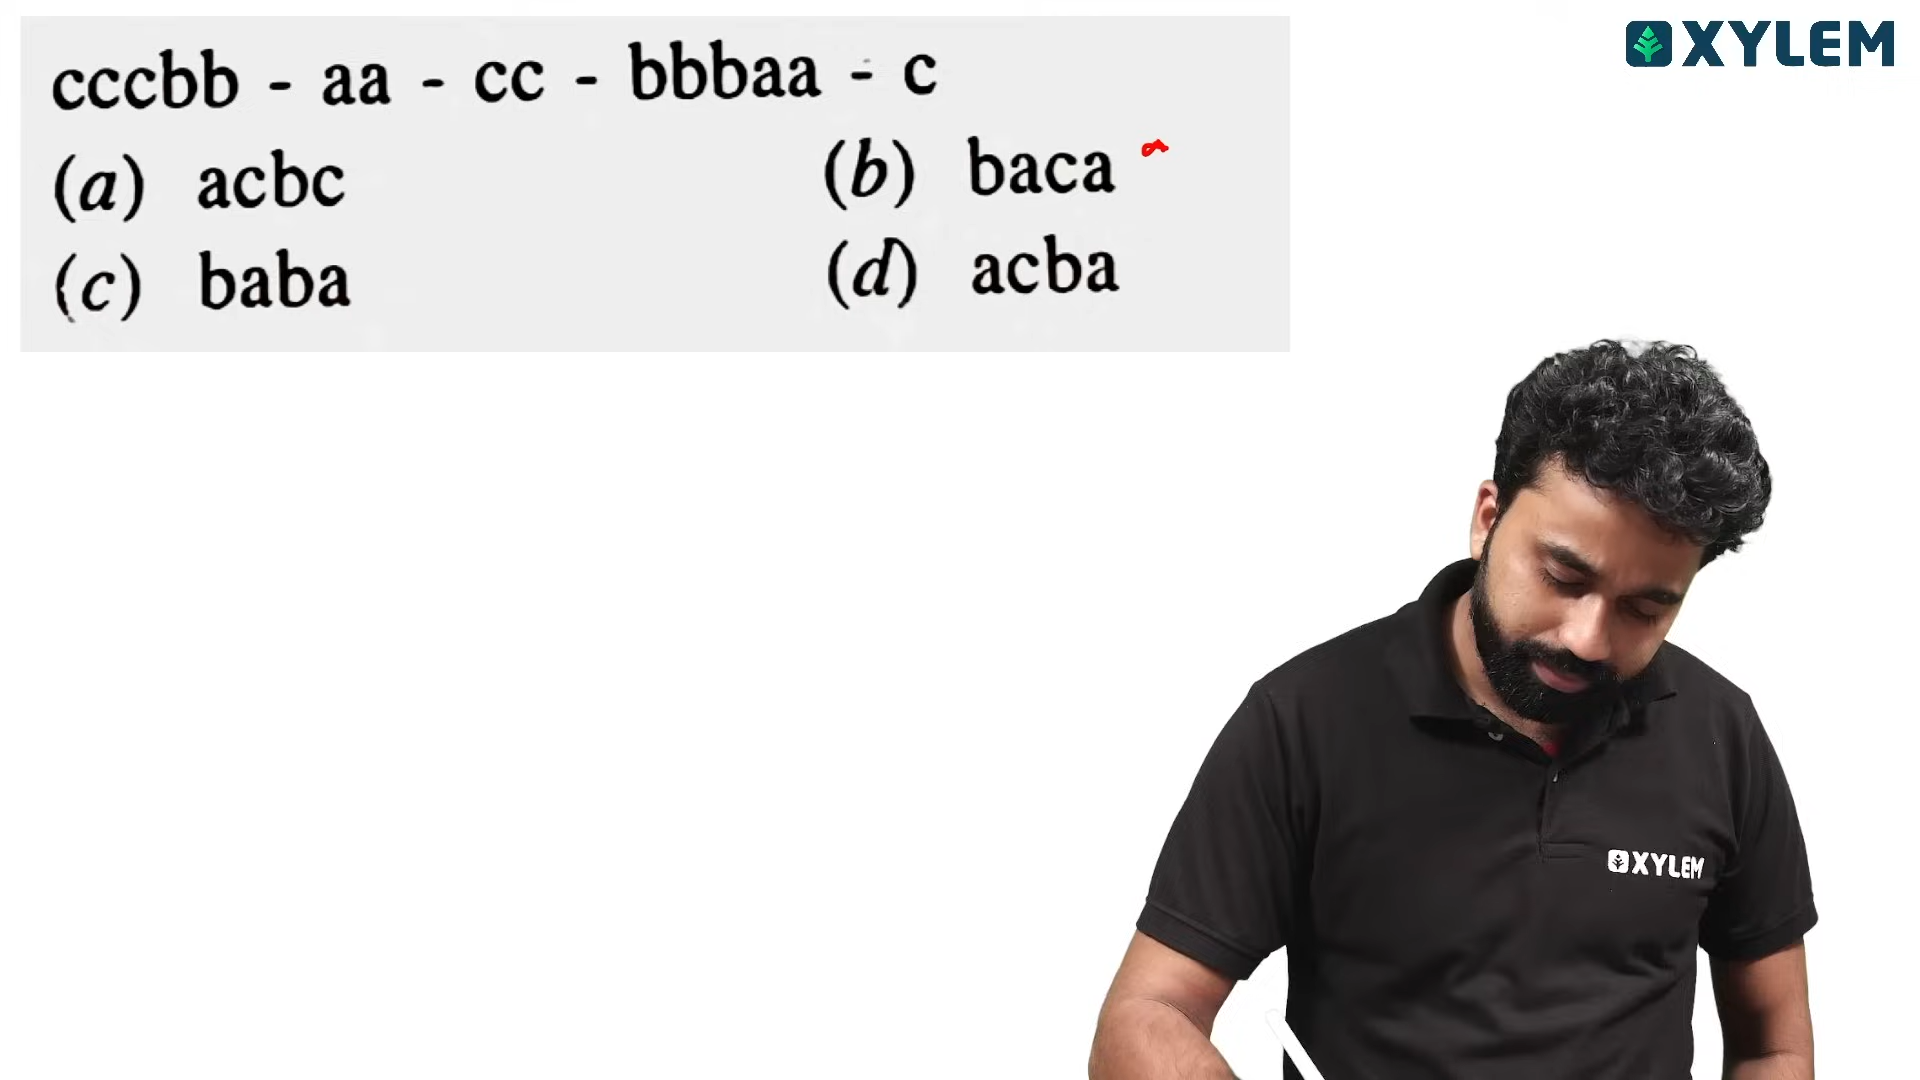 XYLEM
cccbb - aa - cc - bbbaa - c
(a) acbc (b) baca
(c) baba (d) acba
XYLEM